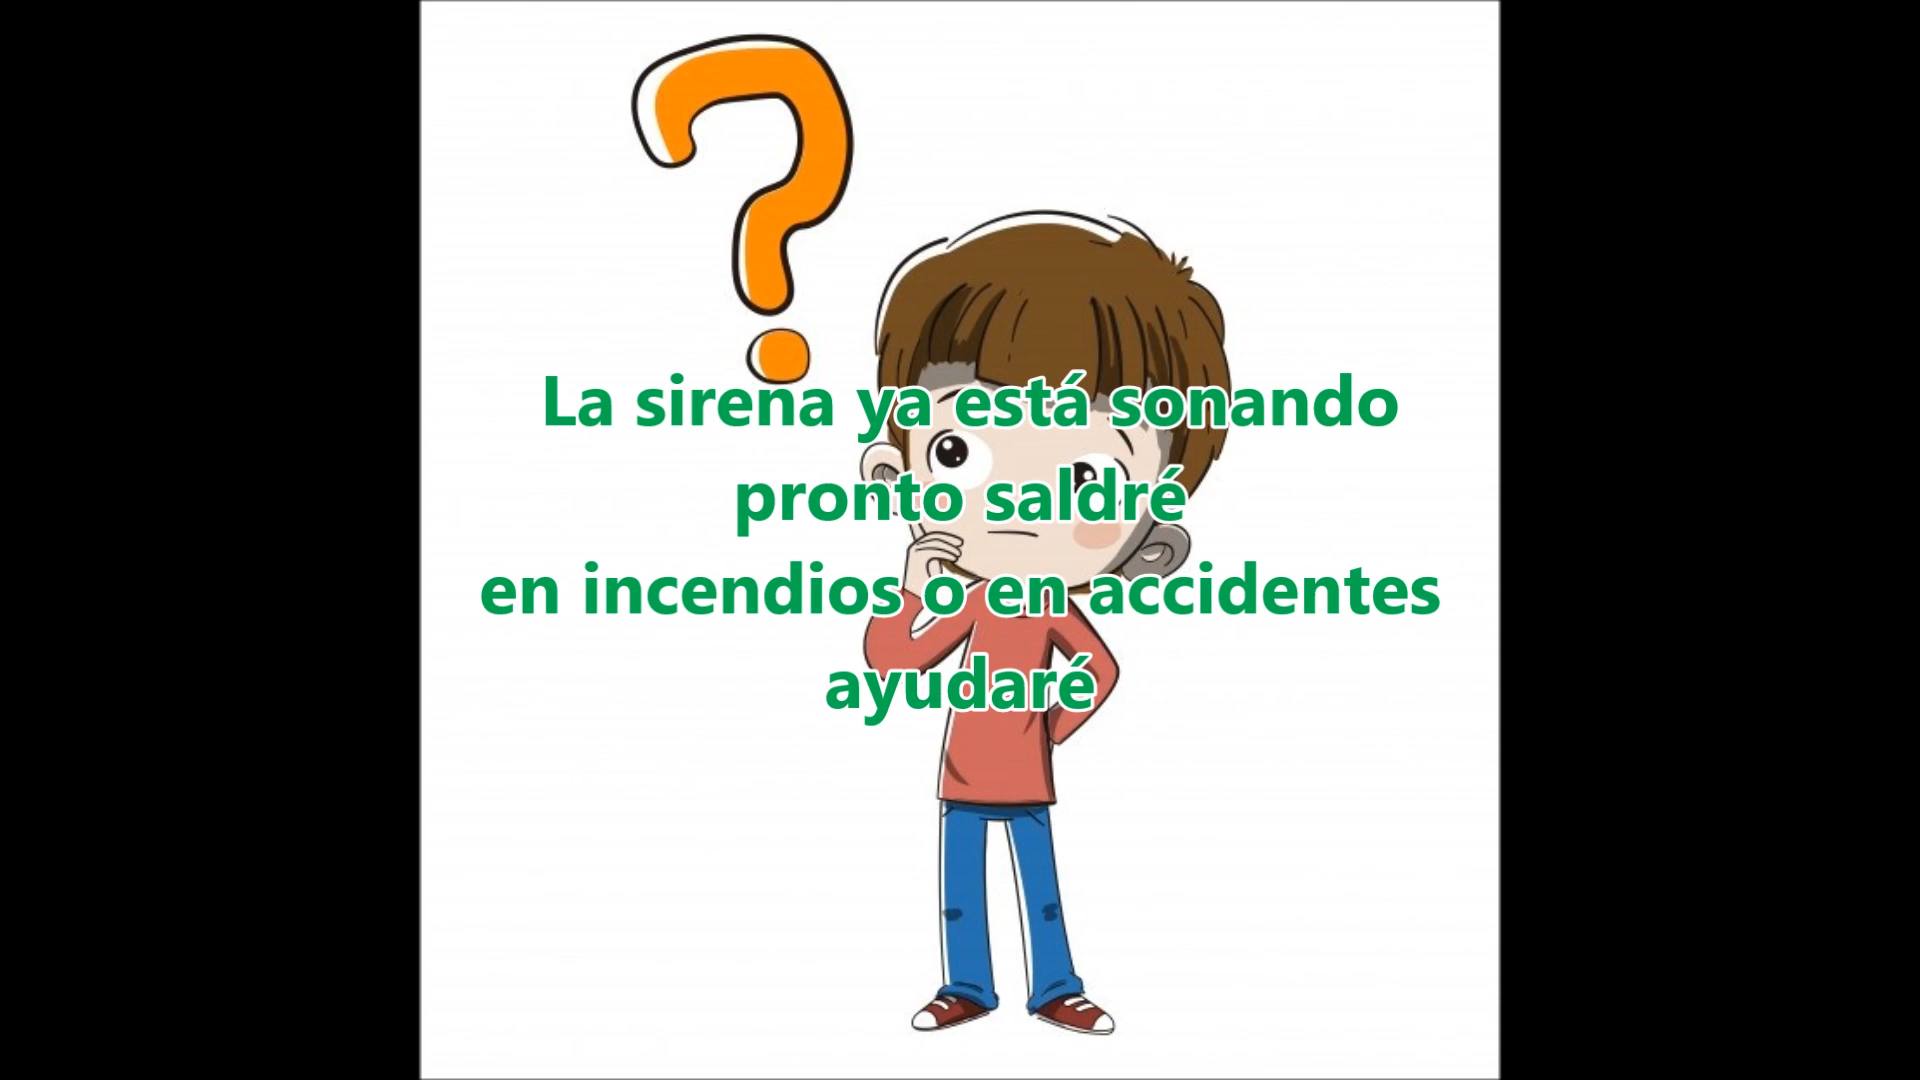 La sirena ya está sonando
pronto saldré
en incendios o en accidentes
ayudaré